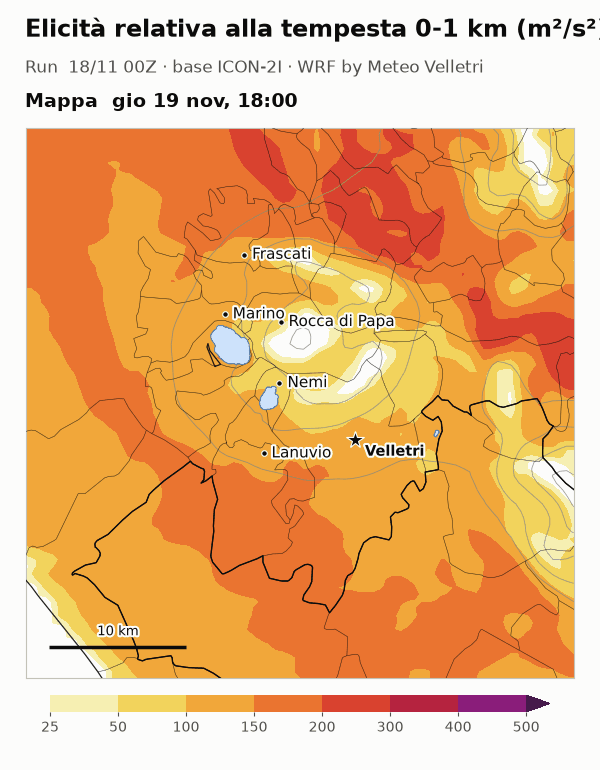 Elicità relativa alla tempesta 0-1 km (m²/s²)
Run 18/11 00Z · base ICON-2I · WRF by Meteo Velletri
Mappa gio 19 nov, 18:00
Frascati
Marino
Rocca di Papa
Nemi
Lanuvio
Velletri
10 km
25 50 100 150 200 300 400 500